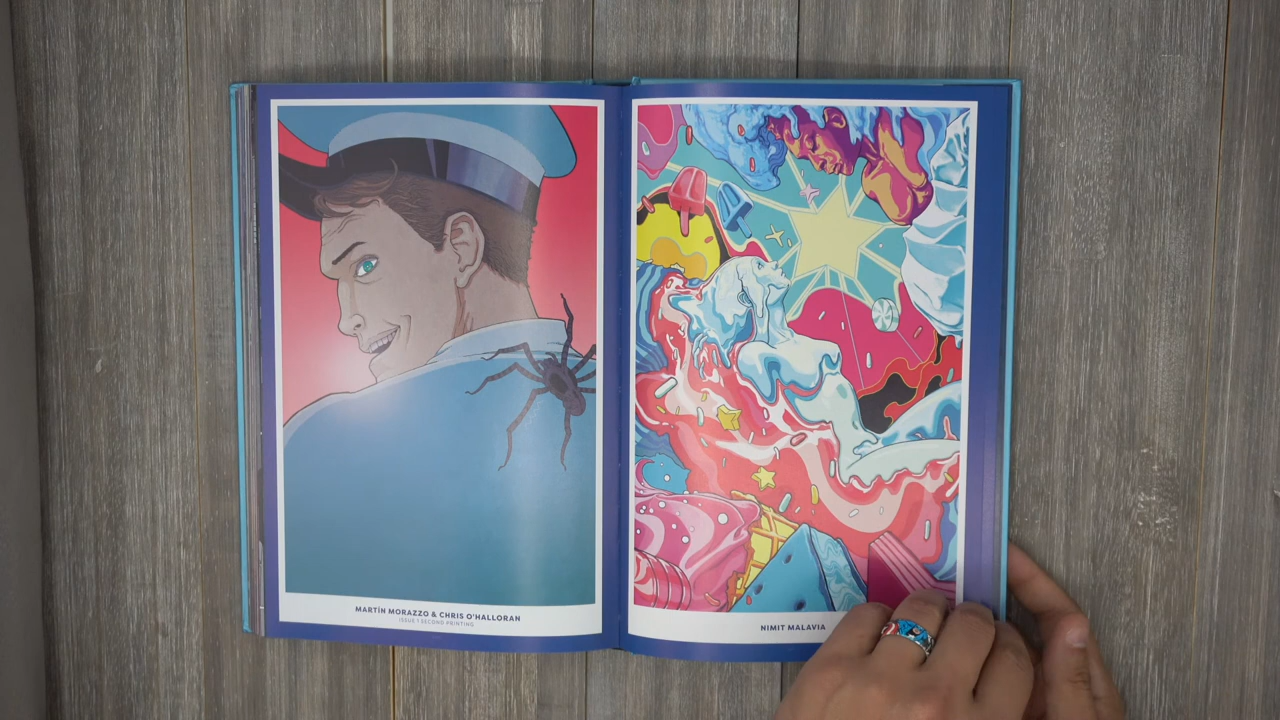 MARTÍN MORAZZO & CHRIS O'HALLORAN
ISSUE 1 SECOND PRINTING
NIMIT MALAVIA